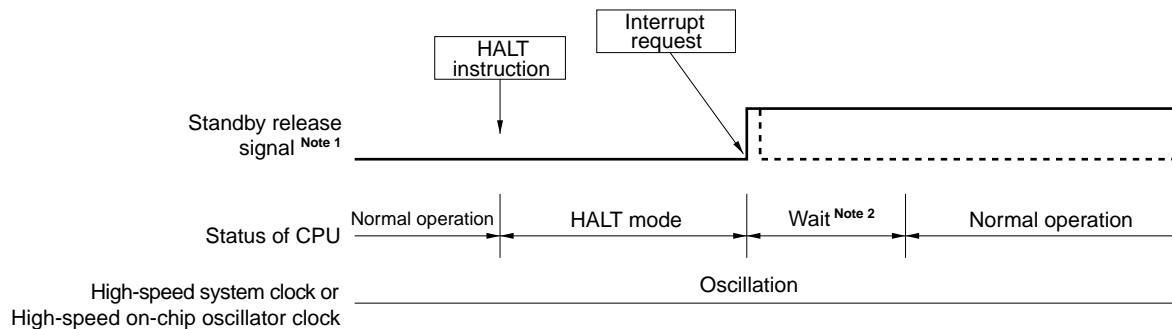 HALT
instruction
Interrupt
request
Standby release
signal Note 1
Status of CPU
Normal operation
HALT mode
Wait Note 2
Normal operation
High-speed system clock or
High-speed on-chip oscillator clock
Oscillation